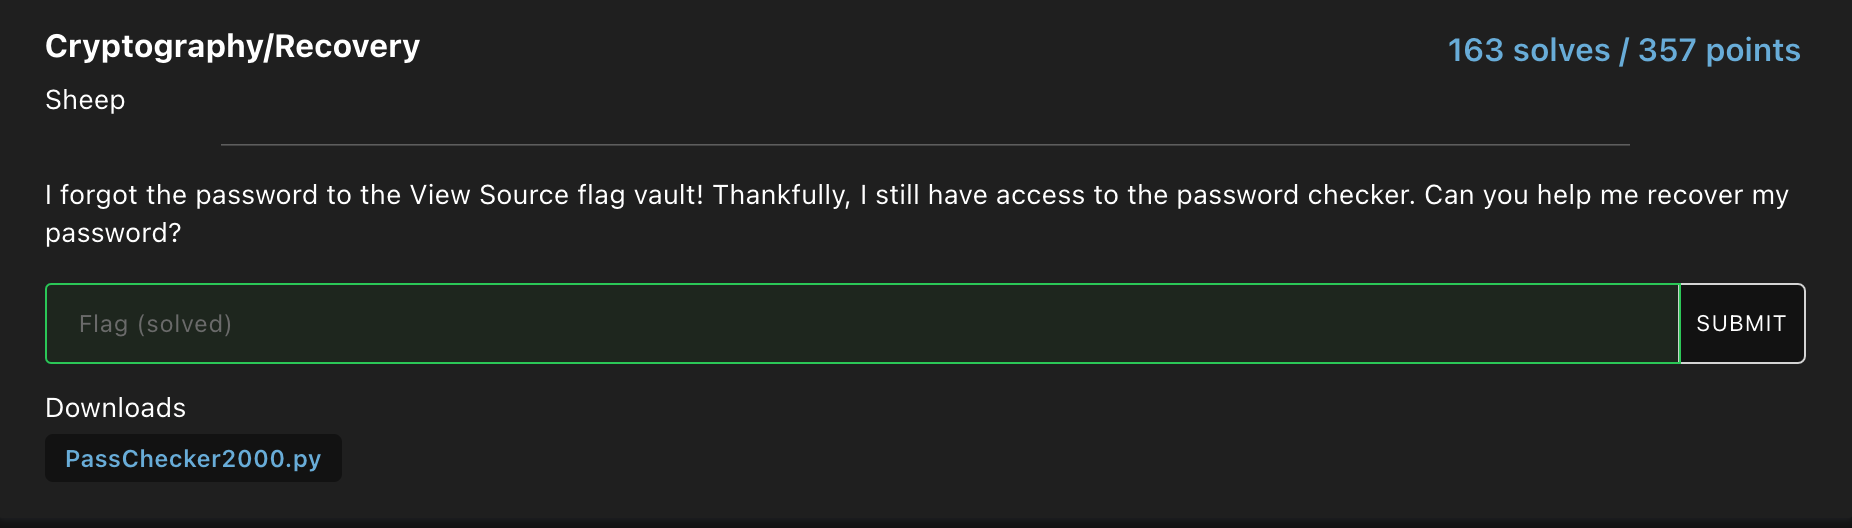 Cryptography/Recovery
163 solves / 357 points
Sheep
I forgot the password to the View Source flag vault! Thankfully, I still have access to the password checker. Can you help me recover my
password?
Flag (solved)
SUBMIT
Downloads
PassChecker2000.py